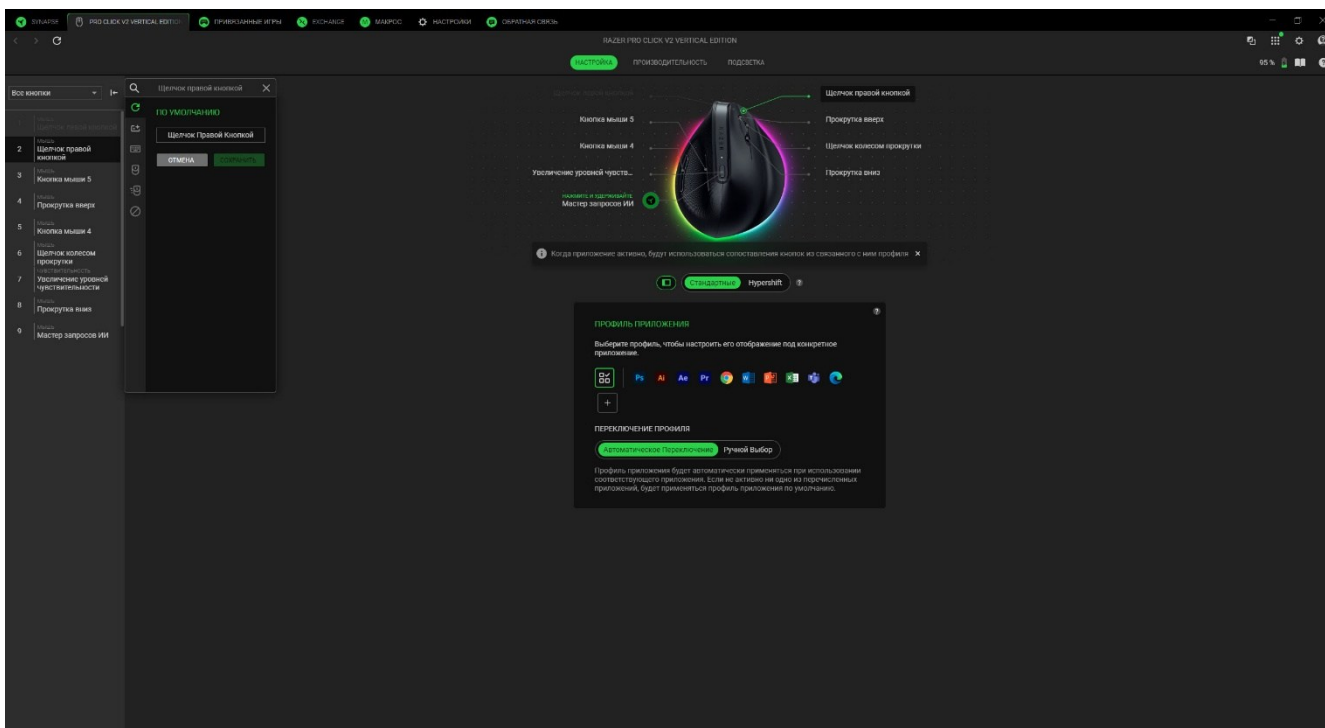 SYNAPSE
PRO CLICK V2 VERTICAL EDITION
ПРИВЯЗАННЫЕ ИГРЫ
EXCHANGE
МАКРОС
НАСТРОЙКИ
ОБРАТНАЯ СВЯЗЬ
RAZER PRO CLICK V2 VERTICAL EDITION
НАСТРОЙКА
ПРОИЗВОДИТЕЛЬНОСТЬ
ПОДСВЕТКА
95 %
Все кнопки
1
2
Мышь
Щелчок правой
кнопкой
3
Мышь
Кнопка мыши 5
4
Мышь
Прокрутка вверх
5
Мышь
Кнопка мыши 4
6
Мышь
Щелчок колесом
прокрутки
7
Чувствительность
Увеличение уровней
чувствительности
8
Мышь
Прокрутка вниз
9
Мышь
Мастер запросов ИИ
Щелчок правой кнопкой
ПО УМОЛЧАНИЮ
Щелчок Правой Кнопкой
ОТМЕНА
СОХРАНИТЬ
Кнопка мыши 5
Кнопка мыши 4
Увеличение уровней чувств...
НАЖМИТЕ И УДЕРЖИВАЙТЕ
Мастер запросов ИИ
Щелчок правой кнопкой
Прокрутка вверх
Щелчок колесом прокрутки
Прокрутка вниз
Когда приложение активно, будут использоваться сопоставления кнопок из связанного с ним профиля
Стандартные
Hypershift
ПРОФИЛЬ ПРИЛОЖЕНИЯ
Выберите профиль, чтобы настроить его отображение под конкретное
приложение.
Ps
Ai
Ae
Pr
ПЕРЕКЛЮЧЕНИЕ ПРОФИЛЯ
Автоматическое Переключение
Ручной Выбор
Профиль приложения будет автоматически применяться при использовании
соответствующего приложения. Если не активно ни одно из перечисленных
приложений, будет применяться профиль приложения по умолчанию.